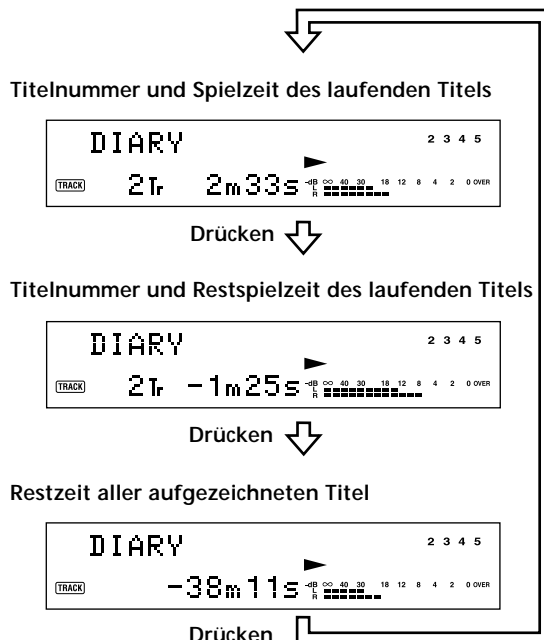 Titelnummer und Spielzeit des laufenden Titels
DIARY 2 3 4 5
TRACK 2Tr 2m33s -dB ∞ 40 30 18 12 8 4 2 0 OVER
L
R
Drücken
Titelnummer und Restspielzeit des laufenden Titels
DIARY 2 3 4 5
TRACK 2Tr -1m25s -dB ∞ 40 30 18 12 8 4 2 0 OVER
L
R
Drücken
Restzeit aller aufgezeichneten Titel
DIARY 2 3 4 5
TRACK -38m11s -dB ∞ 40 30 18 12 8 4 2 0 OVER
L
R
Drücken